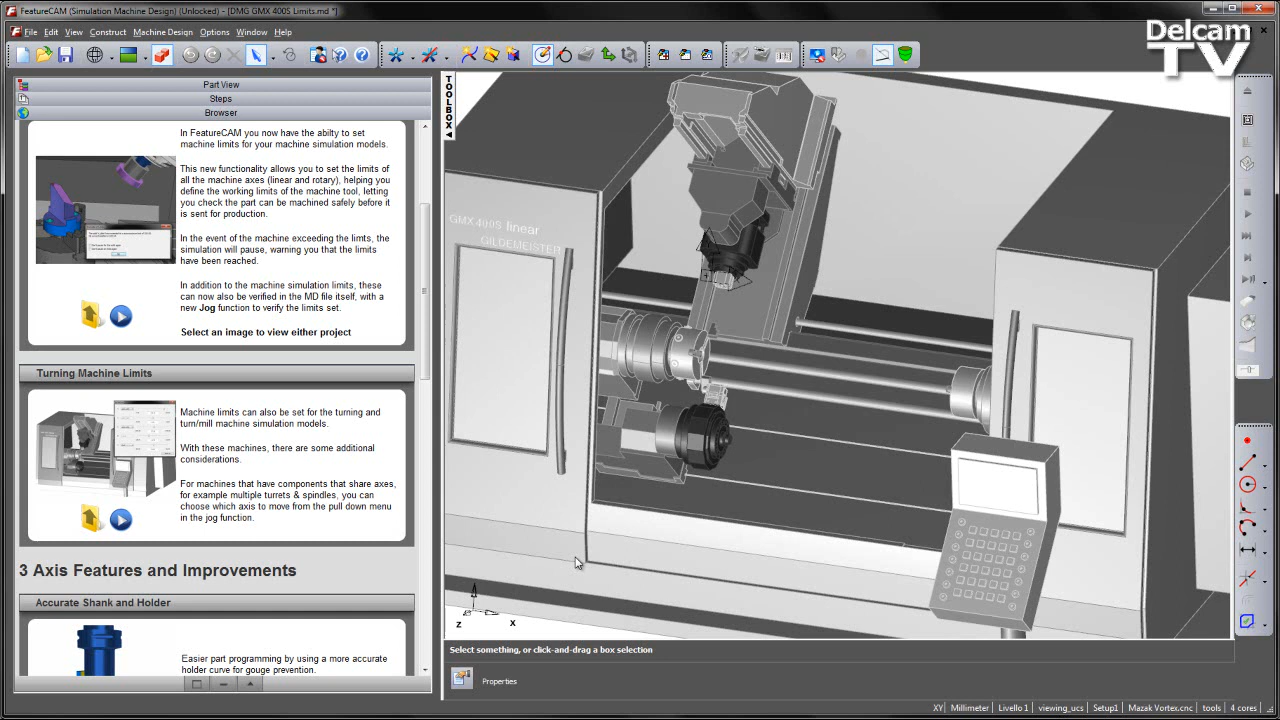 FeatureCAM (Simulation Machine Design) (Unlocked) - [DMG GMX 400S Limits.md *]
File Edit View Construct Machine Design Options Window Help
Delcam
TV
Part View
Steps
Browser
TOOLBOX
In FeatureCAM you now have the abilty to set
machine limits for your machine simulation models.
This new functionality allows you to set the limits of
all the machine axes (linear and rotary), helping you
define the working limits of the machine tool, letting
you check the part can be machined safely before it
is sent for production.
In the event of the machine exceeding the limts, the
simulation will pause, warning you that the limits
have been reached.
In addition to the machine simulation limits, these
can now also be verified in the MD file itself, with a
new Jog function to verify the limits set.
Select an image to view either project
Turning Machine Limits
Machine limits can also be set for the turning and
turn/mill machine simulation models.
With these machines, there are some additional
considerations.
For machines that have components that share axes,
for example multiple turrets & spindles, you can
choose which axis to move from the pull down menu
in the jog function.
3 Axis Features and Improvements
Accurate Shank and Holder
Easier part programming by using a more accurate
holder curve for gouge prevention.
GMX 400S linear
GILDEMEISTER
Z X
Select something, or click-and-drag a box selection
Properties
XY Millimeter Livello 1 viewing_ucs Setup1 Mazak Vortex.cnc tools 4 cores